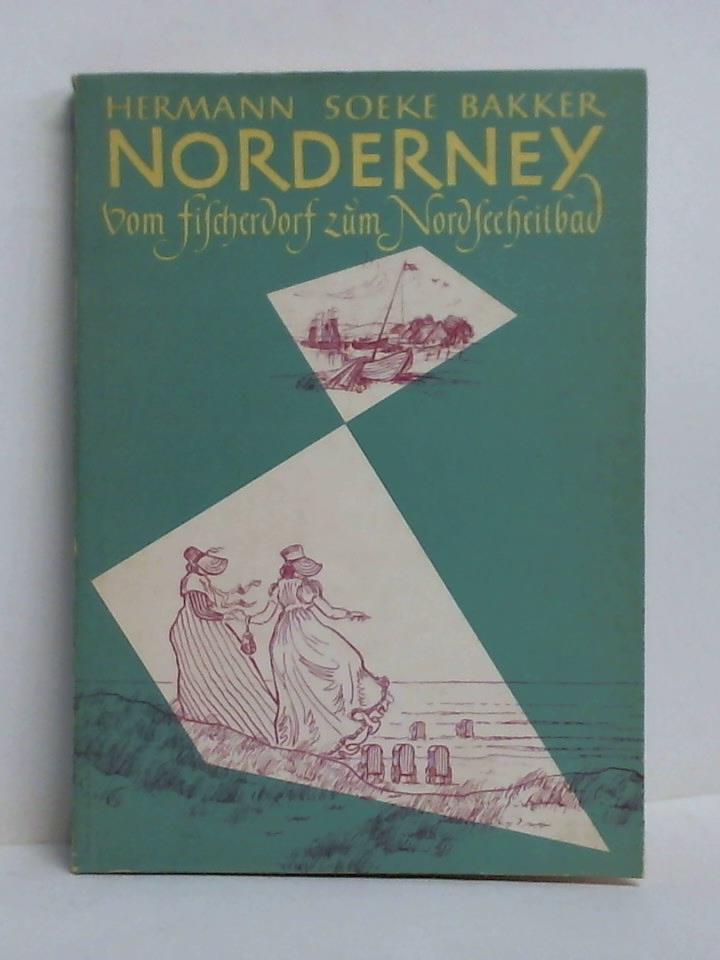 HERMANN SOEKE BAKKER
NORDERNEY
Vom Fischerdorf zum Nordseeheilbad